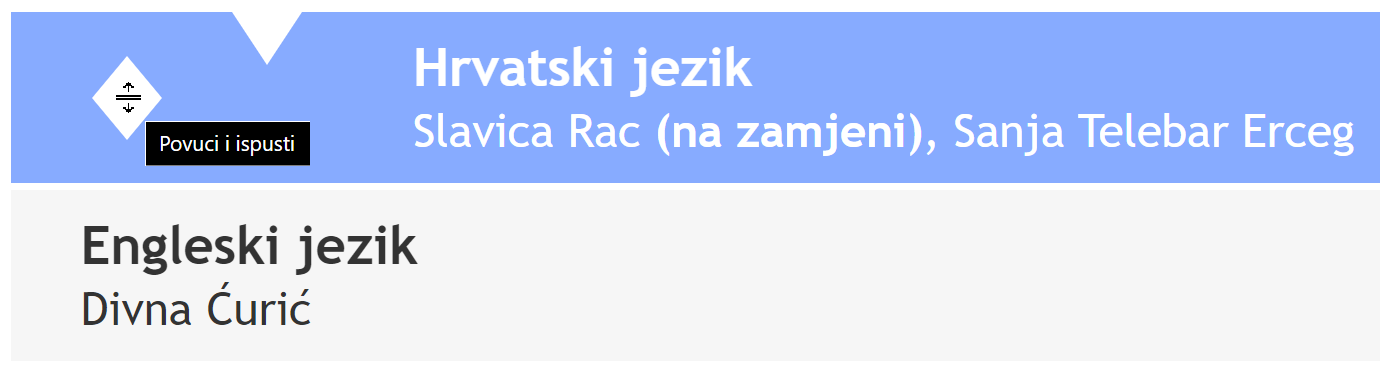 Hrvatski jezik
Slavica Rac (na zamjeni), Sanja Telebar Erceg
Povuci i ispusti
Engleski jezik
Divna Ćurić